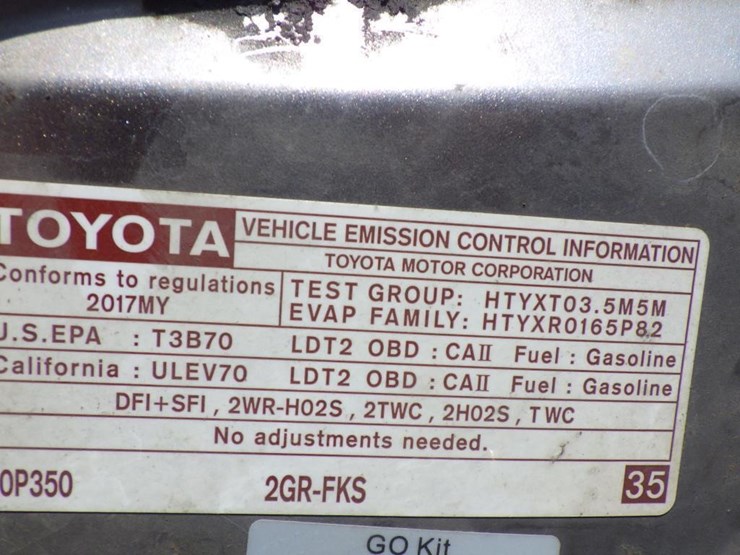 TOYOTA
VEHICLE EMISSION CONTROL INFORMATION
TOYOTA MOTOR CORPORATION
Conforms to regulations
2017MY
TEST GROUP: HTYXT03.5M5M
EVAP FAMILY: HTYXR0165P82
U.S.EPA : T3B70 LDT2 OBD : CAII Fuel : Gasoline
California : ULEV70 LDT2 OBD : CAII Fuel : Gasoline
DFI+SFI, 2WR-HO2S, 2TWC, 2HO2S, TWC
No adjustments needed.
0P350 2GR-FKS 35
GO Kit